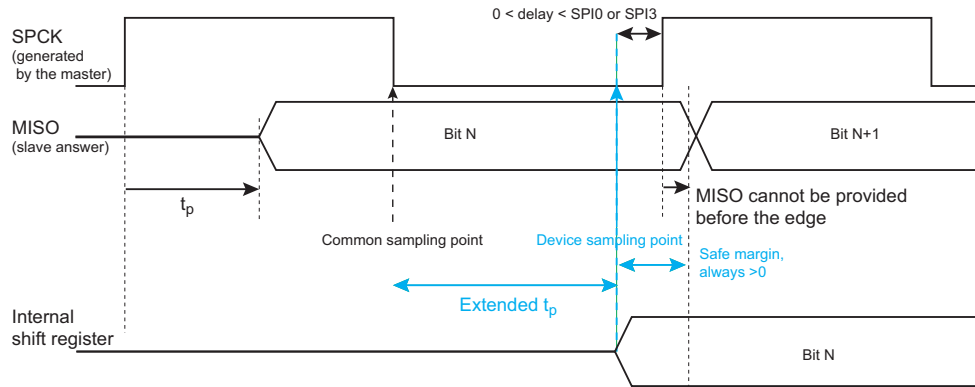 0 < delay < SPI0 or SPI3
SPCK
(generated
by the master)
MISO
(slave answer)
Bit N
Bit N+1
tp
MISO cannot be provided
before the edge
Common sampling point
Device sampling point
Safe margin,
always >0
Extended tp
Internal
shift register
Bit N